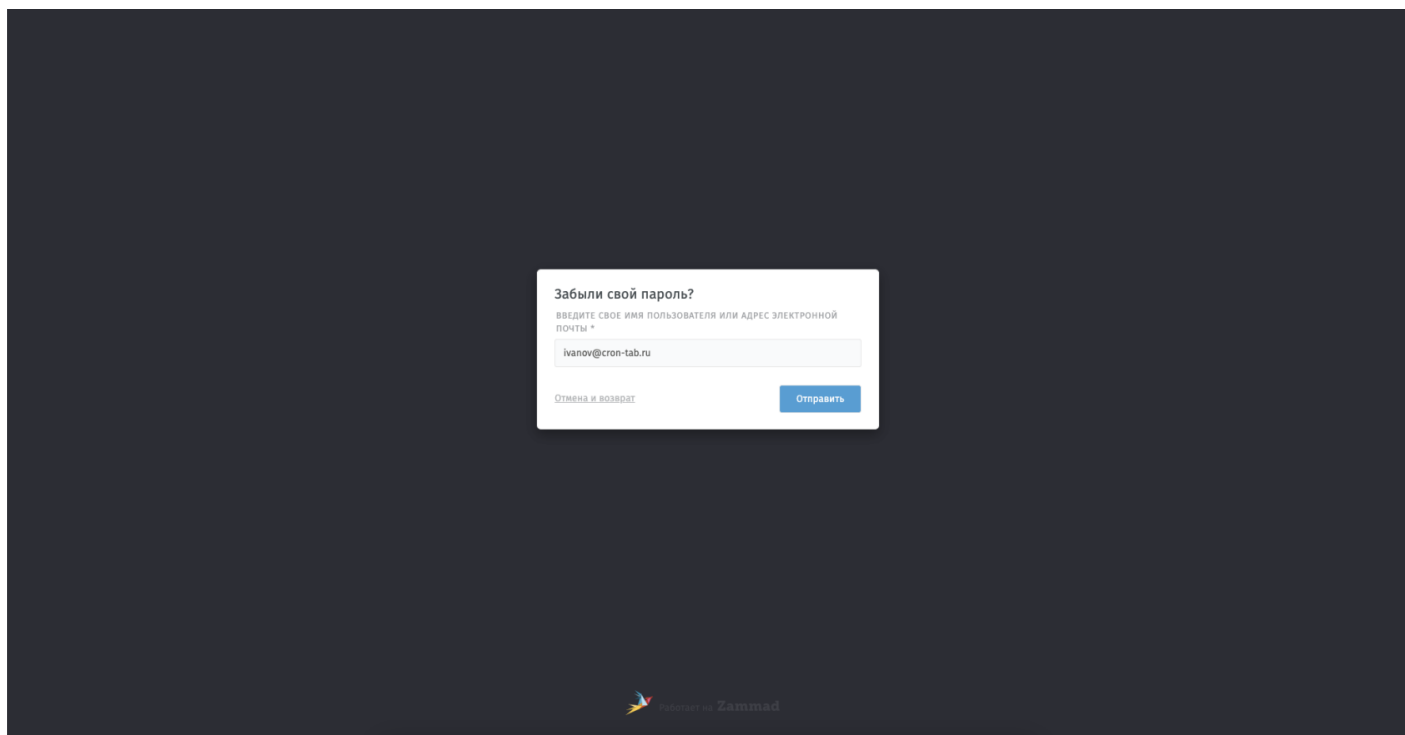 Забыли свой пароль?
ВВЕДИТЕ СВОЕ ИМЯ ПОЛЬЗОВАТЕЛЯ ИЛИ АДРЕС ЭЛЕКТРОННОЙ
ПОЧТЫ *
ivanov@cron-tab.ru
Отмена и возврат
Отправить
Работает на Zammad